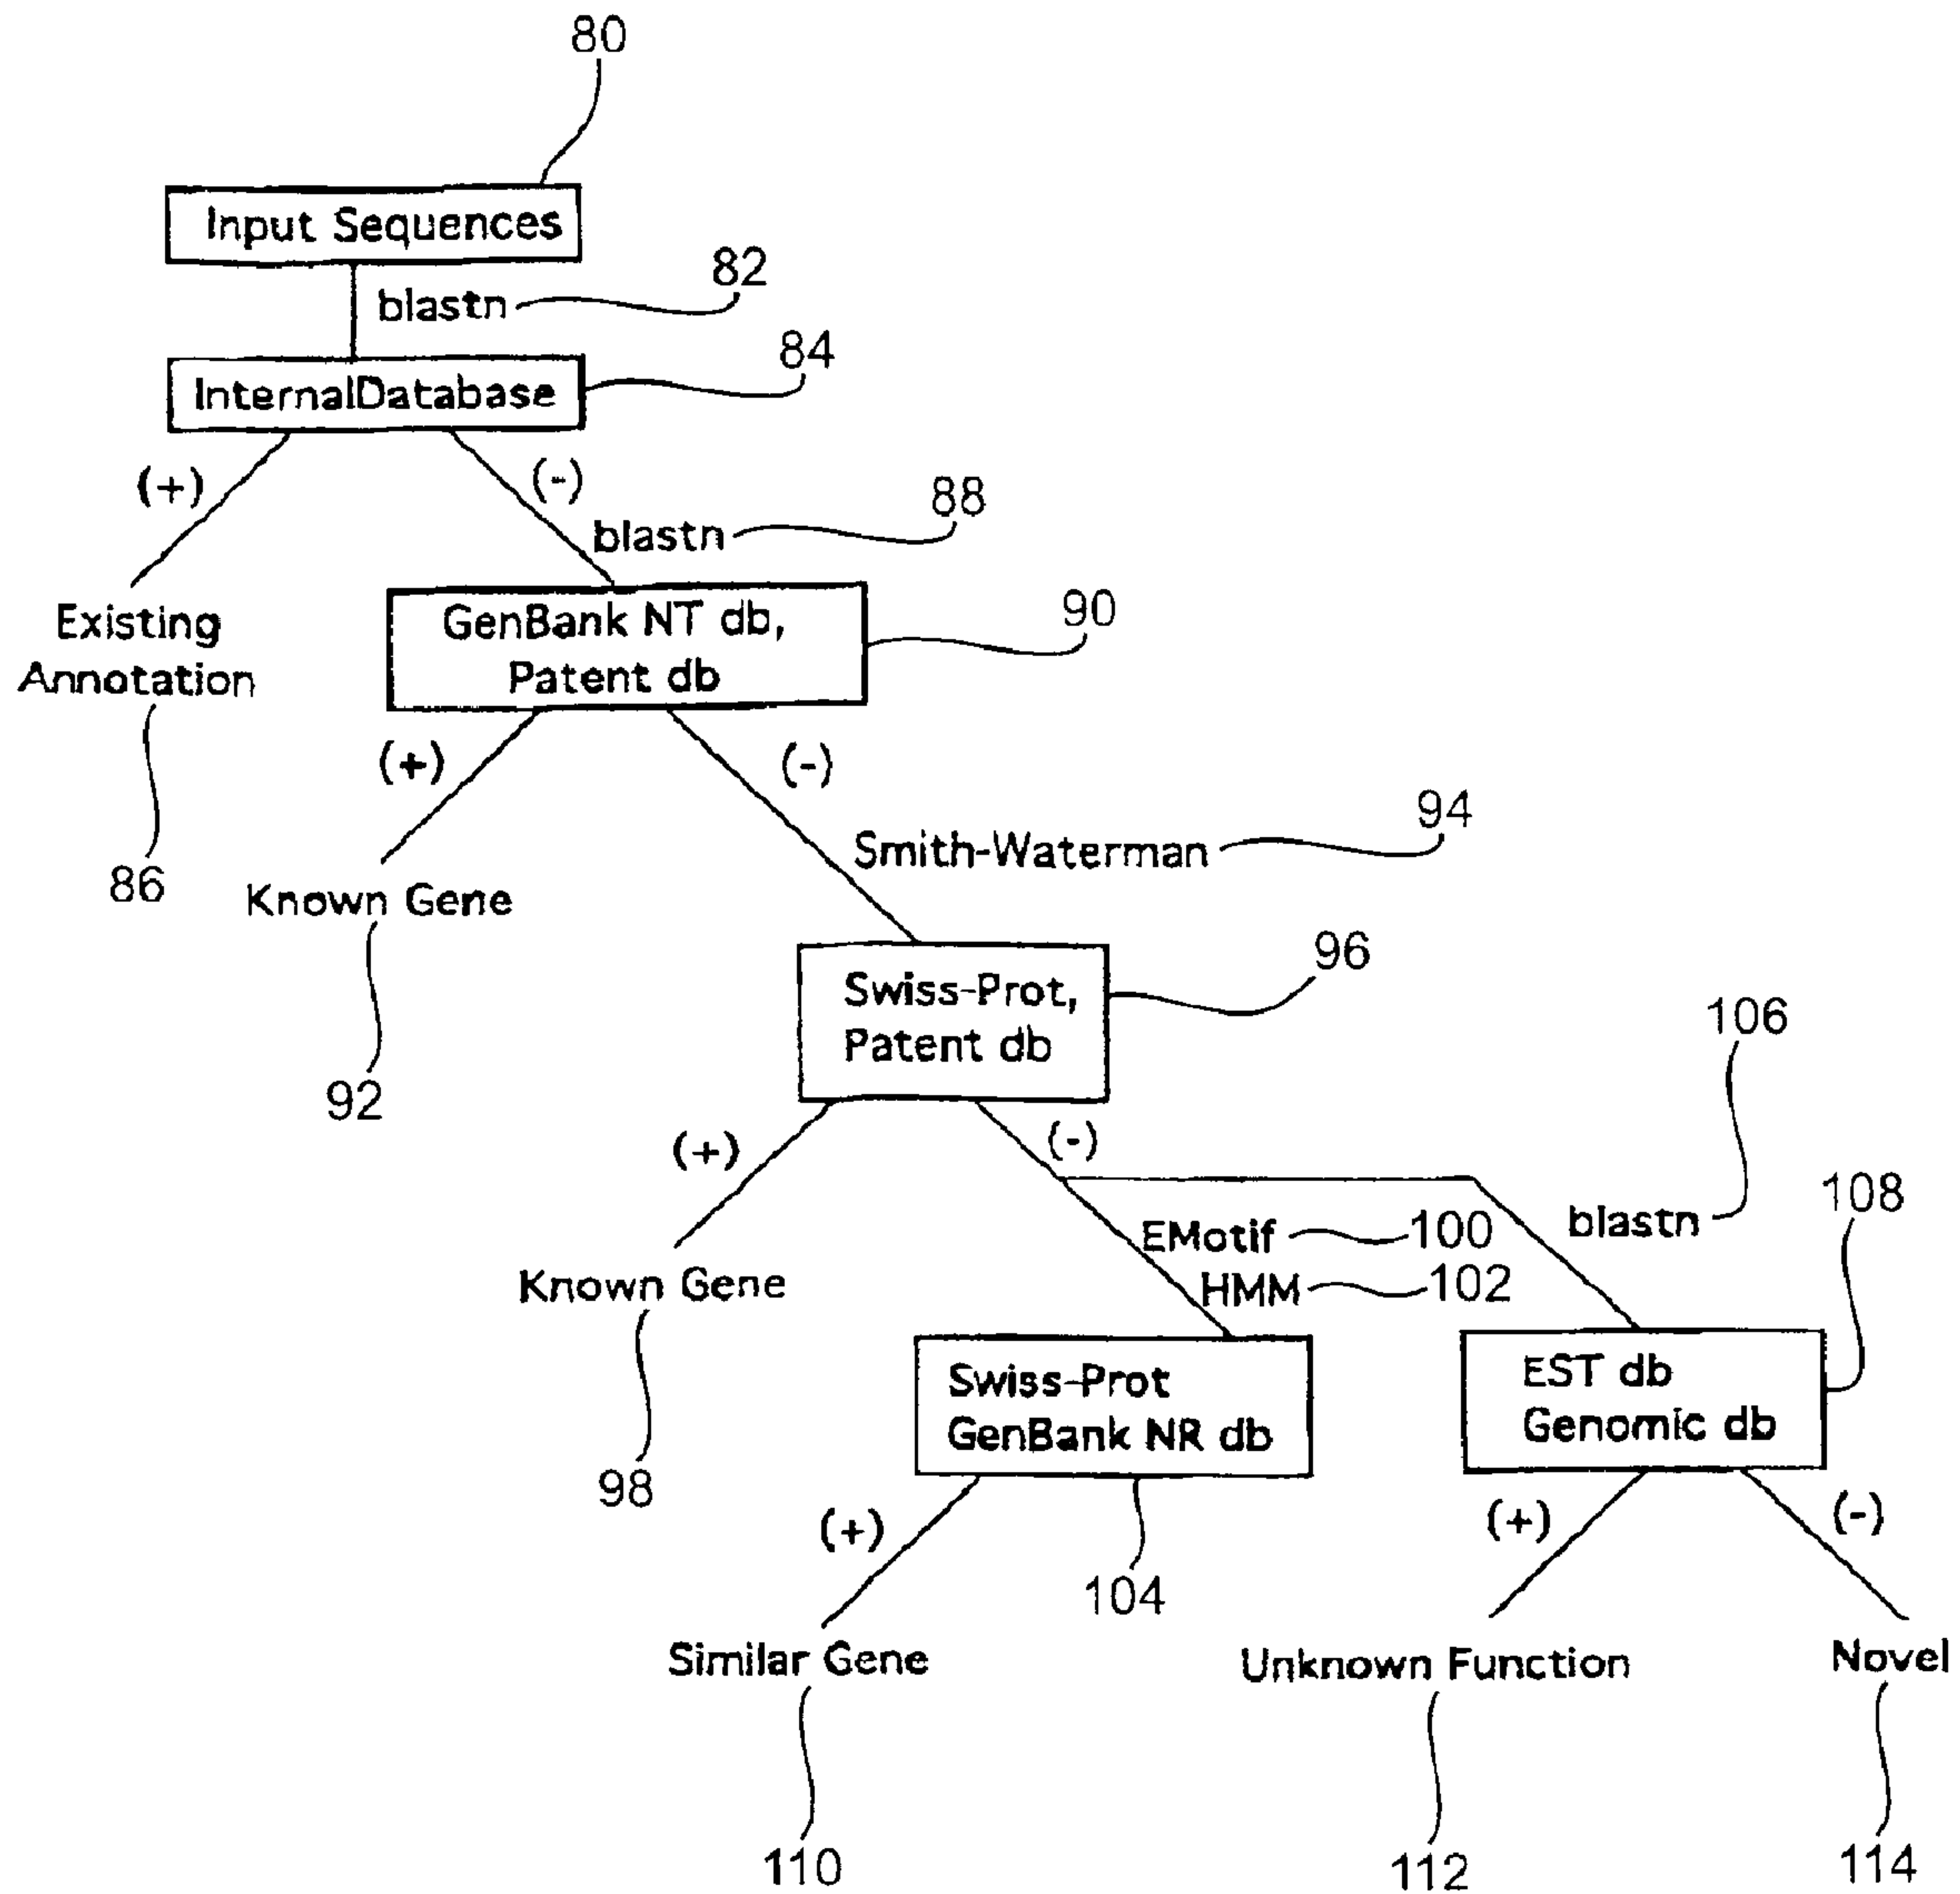 80
Input Sequences
blastn 82
84
InternalDatabase
(+) (-)
blastn 88
Existing
Annotation
GenBank NT db,
Patent db
90
86
(+) (-)
Smith-Waterman 94
Known Gene
92
Swiss-Prot,
Patent db
96
(+) (-)
106
Known Gene
98
EMotif 100
HMM 102
blastn
108
Swiss-Prot
GenBank NR db
EST db
Genomic db
(+)
104
(+) (-)
Similar Gene
Unknown Function
Novel
110
112
114